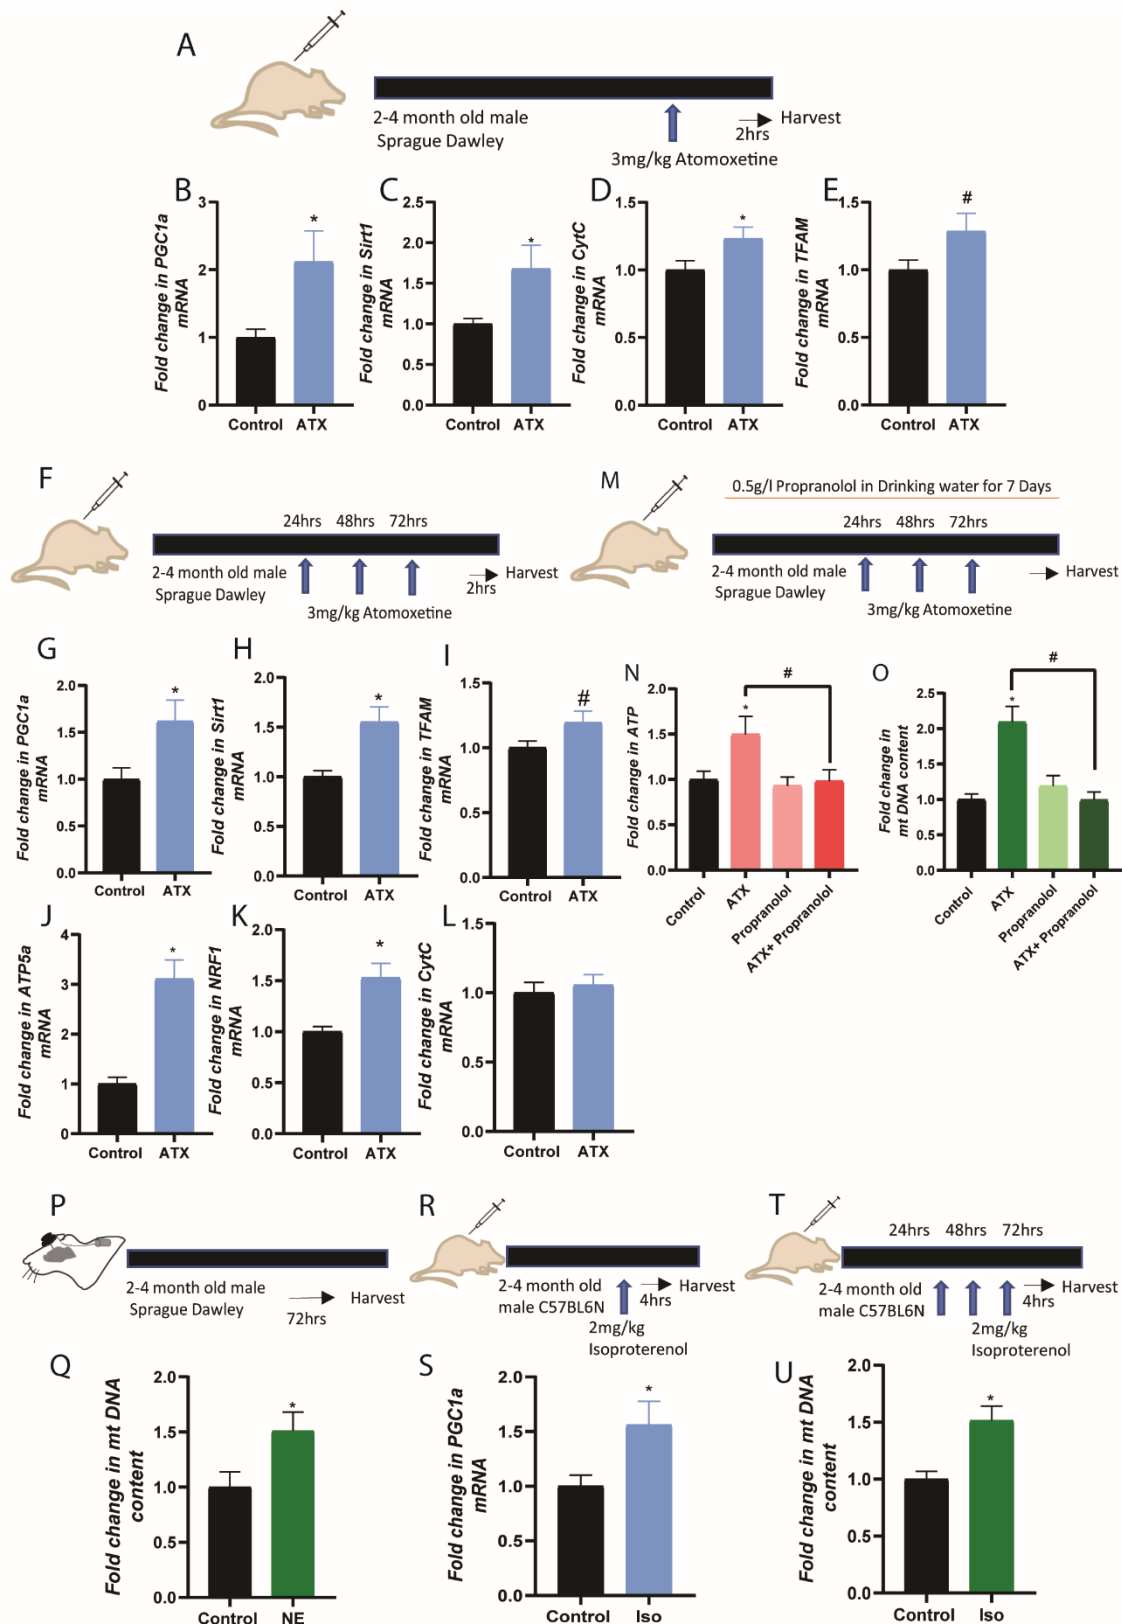 A
2-4 month old male
Sprague Dawley
3mg/kg Atomoxetine
2hrs
Harvest
B
Fold change in PGC1a
mRNA
3
2
1
0
*
Control ATX
C
Fold change in Sirt1
mRNA
2.5
2.0
1.5
1.0
0.5
0.0
*
Control ATX
D
Fold change in CytC
mRNA
1.5
1.0
0.5
0.0
*
Control ATX
E
Fold change in TFAM
mRNA
1.5
1.0
0.5
0.0
#
Control ATX
F
24hrs 48hrs 72hrs
2-4 month old male
Sprague Dawley
3mg/kg Atomoxetine
2hrs
Harvest
M
0.5g/l Propranolol in Drinking water for 7 Days
24hrs 48hrs 72hrs
2-4 month old male
Sprague Dawley
3mg/kg Atomoxetine
Harvest
G
Fold change in PGC1a
mRNA
2.0
1.5
1.0
0.5
0.0
*
Control ATX
H
Fold change in Sirt1
mRNA
2.0
1.5
1.0
0.5
0.0
*
Control ATX
I
Fold change in TFAM
mRNA
1.5
1.0
0.5
0.0
#
Control ATX
N
Fold change in ATP
2.0
1.5
1.0
0.5
0.0
*
#
Control
ATX
Propranolol
ATX+ Propranolol
O
Fold change in
mt DNA content
2.5
2.0
1.5
1.0
0.5
0.0
*
#
Control
ATX
Propranolol
ATX+ Propranolol
J
Fold change in ATP5a
mRNA
4
3
2
1
0
*
Control ATX
K
Fold change in NRF1
mRNA
2.0
1.5
1.0
0.5
0.0
*
Control ATX
L
Fold change in CytC
mRNA
1.5
1.0
0.5
0.0
Control ATX
P
2-4 month old male
Sprague Dawley
72hrs
Harvest
R
2-4 month old
male C57BL6N
4hrs
Harvest
2mg/kg
Isoproterenol
T
24hrs 48hrs 72hrs
2-4 month old
male C57BL6N
4hrs
Harvest
2mg/kg
Isoproterenol
Q
Fold change in mt DNA
content
2.0
1.5
1.0
0.5
0.0
*
Control NE
S
Fold change in PGC1a
mRNA
2.0
1.5
1.0
0.5
0.0
*
Control Iso
U
Fold change in mt DNA
content
2.0
1.5
1.0
0.5
0.0
*
Control Iso